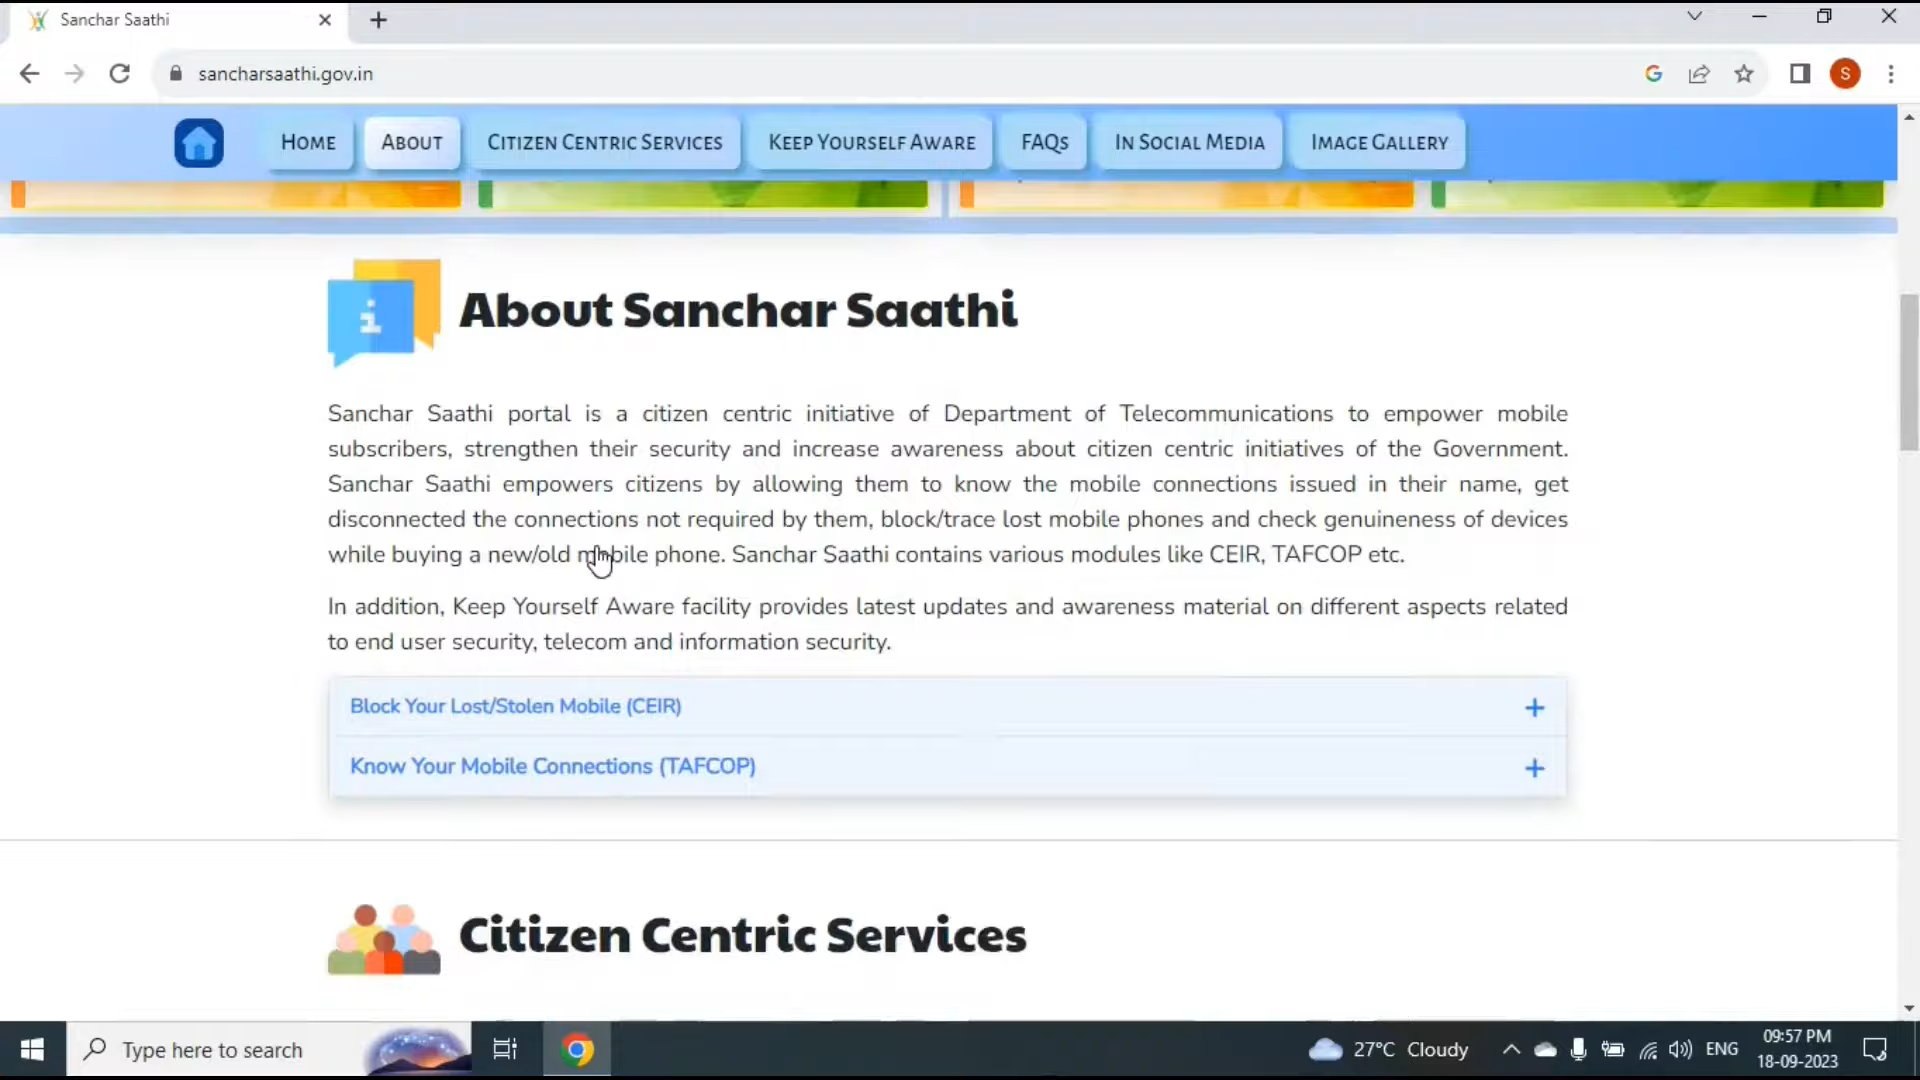 Sanchar Saathi
sancharsaathi.gov.in
S
HOME ABOUT CITIZEN CENTRIC SERVICES KEEP YOURSELF AWARE FAQs IN SOCIAL MEDIA IMAGE GALLERY
i
About Sanchar Saathi
Sanchar Saathi portal is a citizen centric initiative of Department of Telecommunications to empower mobile
subscribers, strengthen their security and increase awareness about citizen centric initiatives of the Government.
Sanchar Saathi empowers citizens by allowing them to know the mobile connections issued in their name, get
disconnected the connections not required by them, block/trace lost mobile phones and check genuineness of devices
while buying a new/old mobile phone. Sanchar Saathi contains various modules like CEIR, TAFCOP etc.
In addition, Keep Yourself Aware facility provides latest updates and awareness material on different aspects related
to end user security, telecom and information security.
Block Your Lost/Stolen Mobile (CEIR)
Know Your Mobile Connections (TAFCOP)
Citizen Centric Services
Type here to search
27°C Cloudy
ENG
09:57 PM
18-09-2023